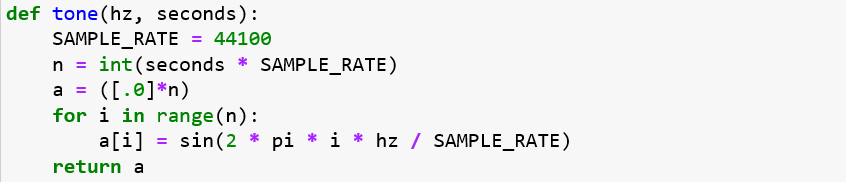 def tone(hz, seconds):
    SAMPLE_RATE = 44100
    n = int(seconds * SAMPLE_RATE)
    a = ([.0]*n)
    for i in range(n):
        a[i] = sin(2 * pi * i * hz / SAMPLE_RATE)
    return a